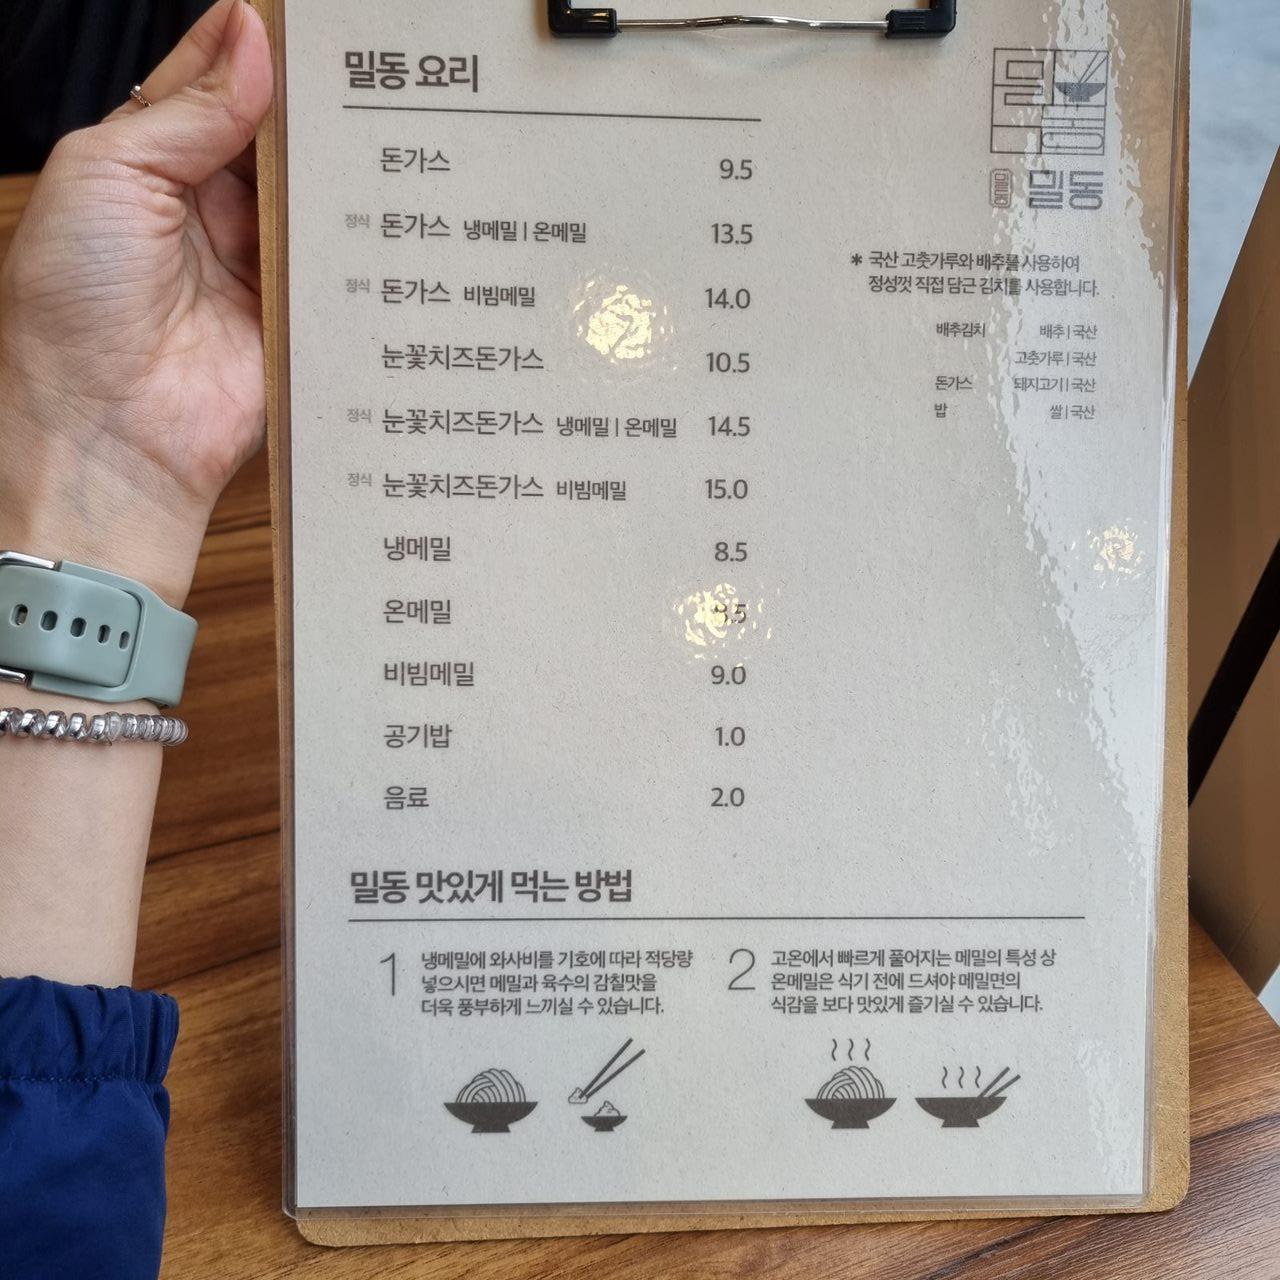 밀동 요리
돈가스 9.5
정식 돈가스 냉메밀 | 온메밀 13.5
정식 돈가스 비빔메밀 14.0
눈꽃치즈돈가스 10.5
정식 눈꽃치즈돈가스 냉메밀 | 온메밀 14.5
정식 눈꽃치즈돈가스 비빔메밀 15.0
냉메밀 8.5
온메밀 8.5
비빔메밀 9.0
공기밥 1.0
음료 2.0
밀동
밀동
밀동
* 국산 고춧가루와 배추를 사용하여
정성껏 직접 담근 김치를 사용합니다.
배추김치 배추 | 국산
고춧가루 | 국산
돈가스 돼지고기 | 국산
밥 쌀 | 국산
밀동 맛있게 먹는 방법
1 냉메밀에 와사비를 기호에 따라 적당량
넣으시면 메밀과 육수의 감칠맛을
더욱 풍부하게 느끼실 수 있습니다.
2 고온에서 빠르게 풀어지는 메밀의 특성 상
온메밀은 식기 전에 드셔야 메밀면의
식감을 보다 맛있게 즐기실 수 있습니다.